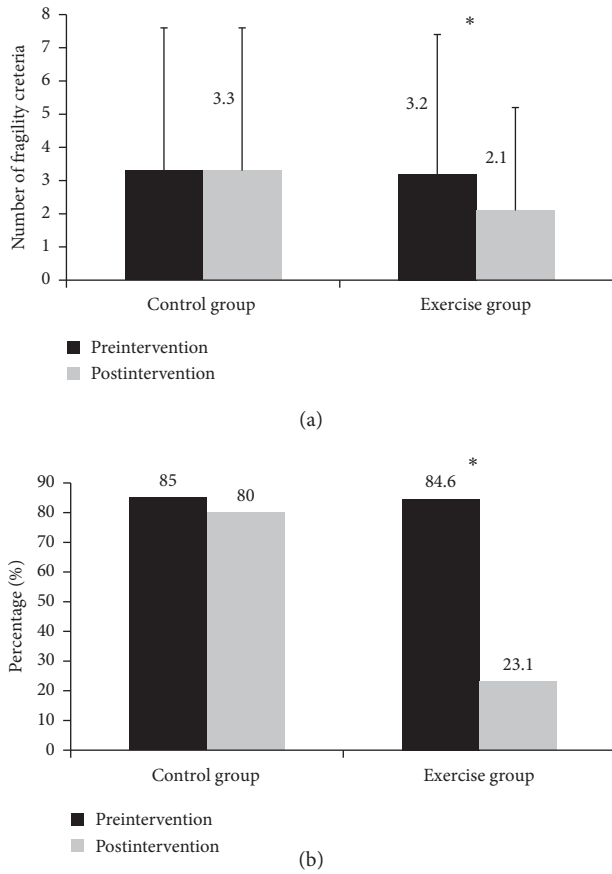 8
7
6
5
4
3
2
1
0
Number of fragility creteria
3.3
3.2
2.1
*
Control group
Exercise group
Preintervention
Postintervention
(a)
90
80
70
60
50
40
30
20
10
0
Percentage (%)
85
80
84.6
*
23.1
Control group
Exercise group
Preintervention
Postintervention
(b)